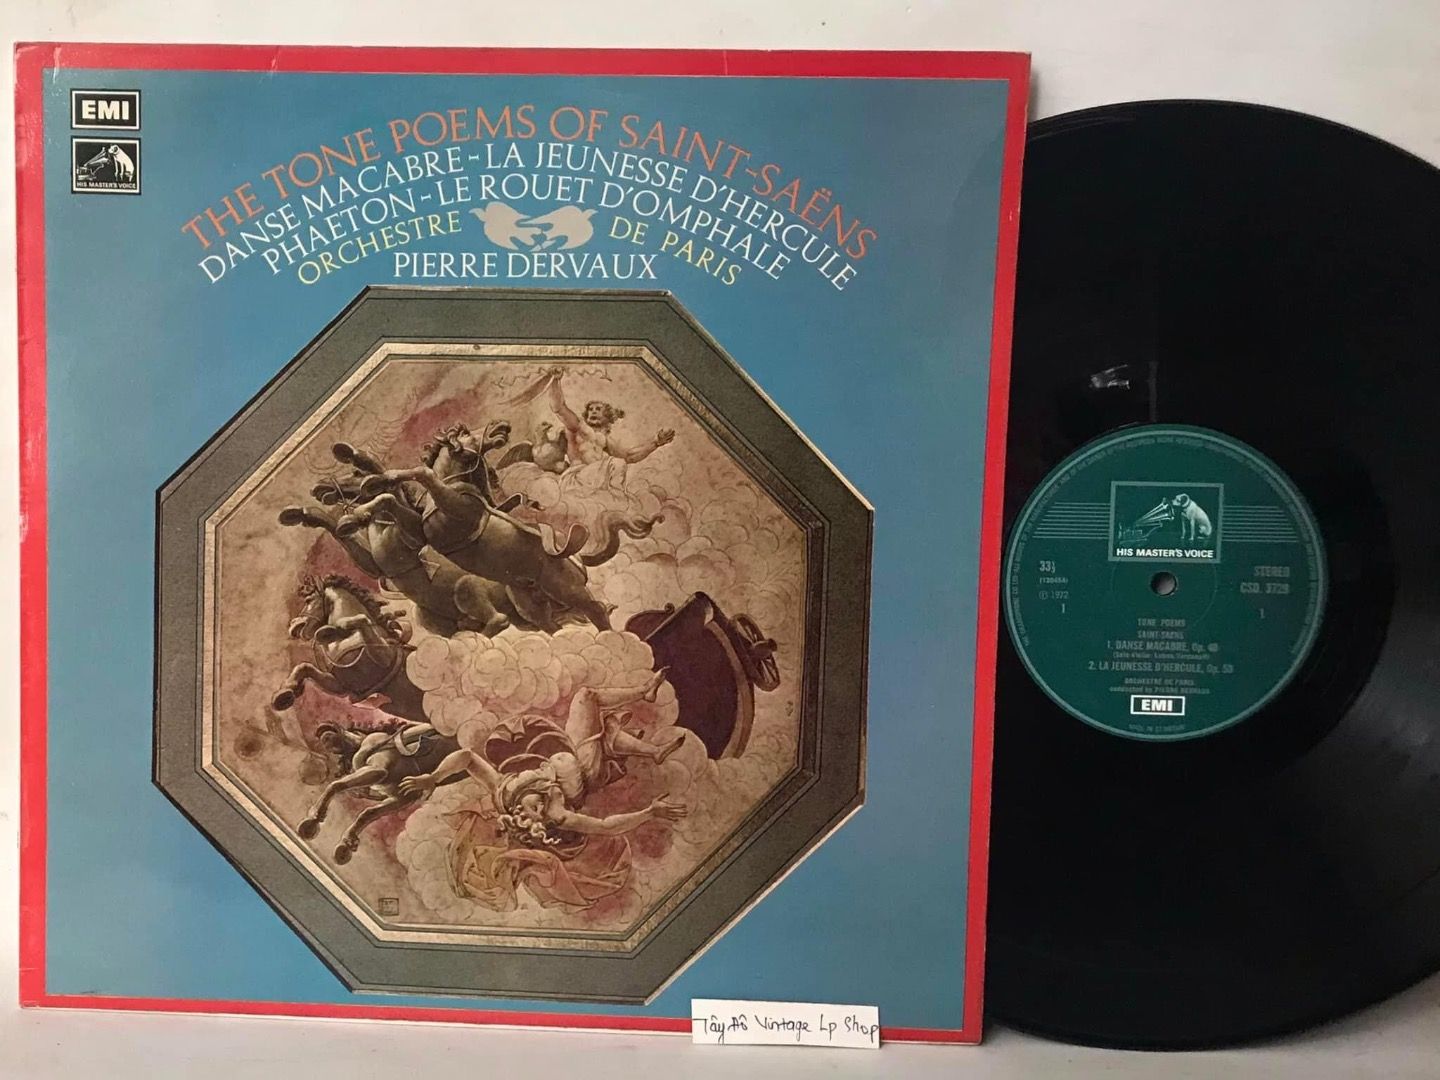 EMI
HIS MASTER'S VOICE
THE TONE POEMS OF SAINT-SAËNS
DANSE MACABRE-LA JEUNESSE D'HERCULE
PHAETON-LE ROUET D'OMPHALE
ORCHESTRE DE PARIS
PIERRE DERVAUX
HIS MASTER'S VOICE
33⅓
STEREO
CSD. 3729
℗ 1972
1
1
TONE POEMS
SAINT-SAËNS
1. DANSE MACABRE, Op. 40
2. LA JEUNESSE D'HERCULE, Op. 50
ORCHESTRE DE PARIS
conducted by PIERRE DERVAUX
EMI
Tây Đô Vintage Lp Shop